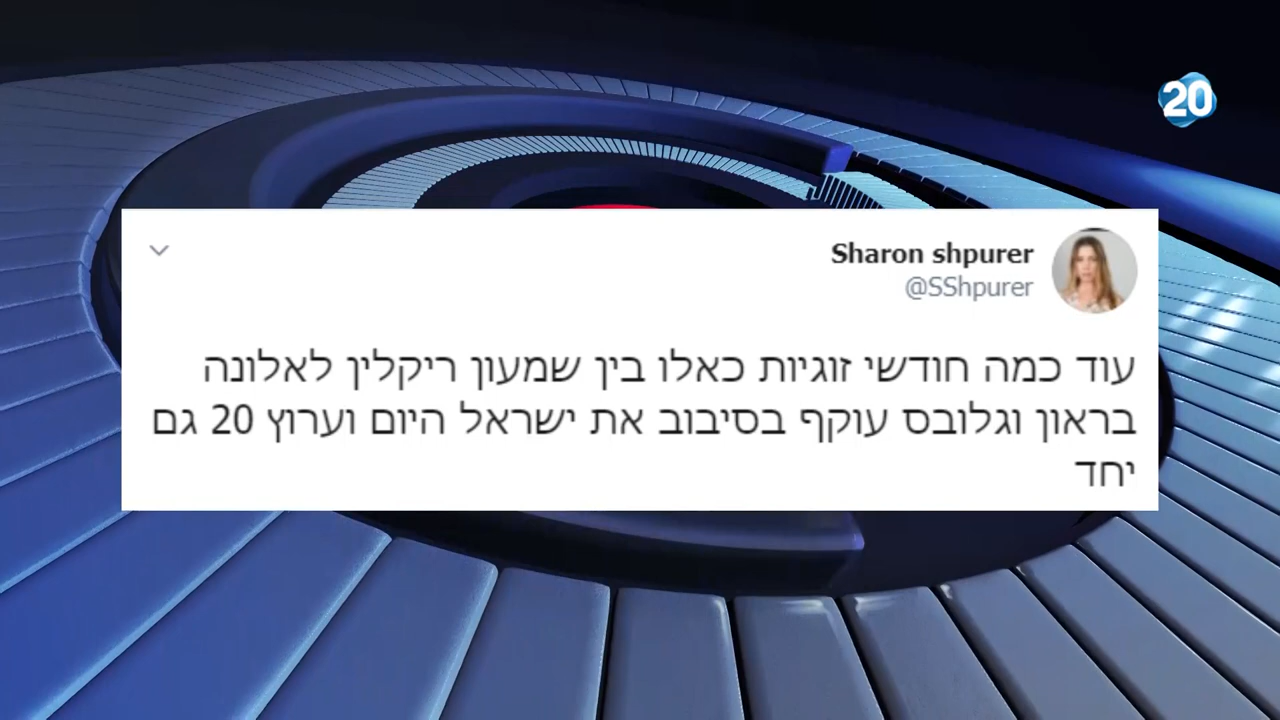 20
Sharon shpurer
@SShpurer
עוד כמה חודשי זוגיות כאלו בין שמעון ריקלין לאלונה
בראון וגלובס עוקף בסיבוב את ישראל היום וערוץ 20 גם
יחד